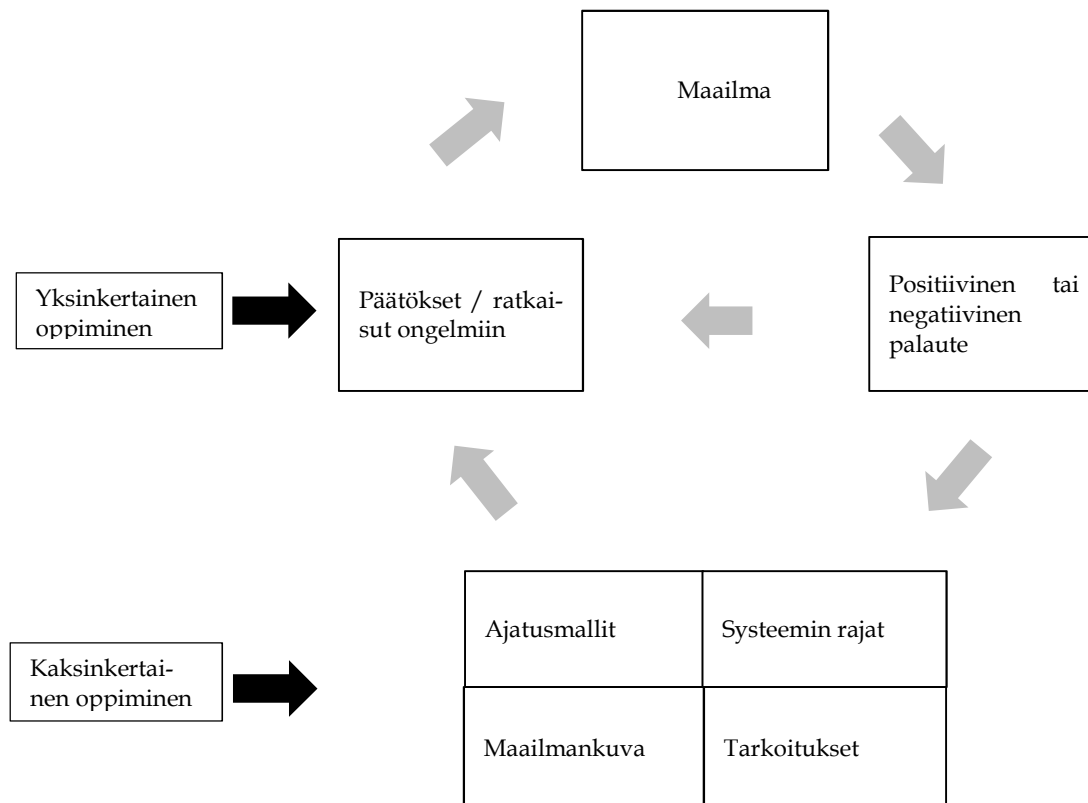 Maailma
Yksinkertainen
oppiminen
Päätökset / ratkai-
sut ongelmiin
Positiivinen tai
negatiivinen
palaute
Ajatusmallit
Systeemin rajat
Kaksinkertai-
nen oppiminen
Maailmankuva
Tarkoitukset